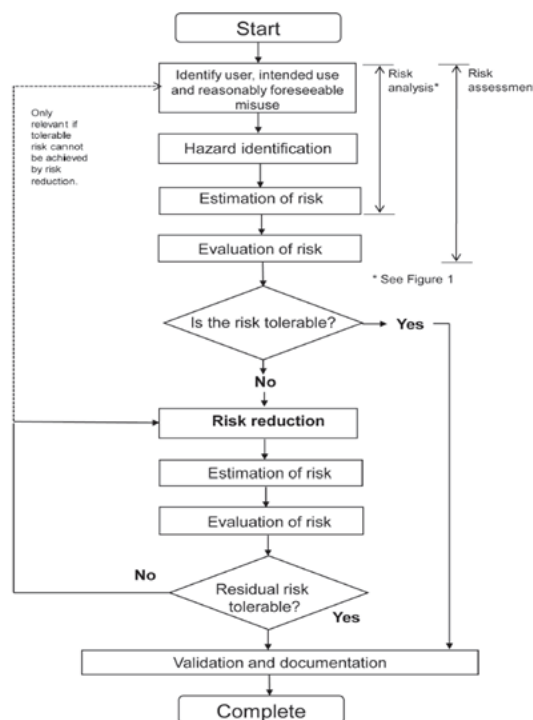 Start
Identify user, intended use
and reasonably foreseeable
misuse
Risk
analysis*
Risk
assessment
Only
relevant if
tolerable
risk cannot
be achieved
by risk
reduction.
Hazard identification
Estimation of risk
Evaluation of risk
* See Figure 1
Is the risk tolerable?
Yes
No
Risk reduction
Estimation of risk
Evaluation of risk
No
Residual risk
tolerable?
Yes
Validation and documentation
Complete